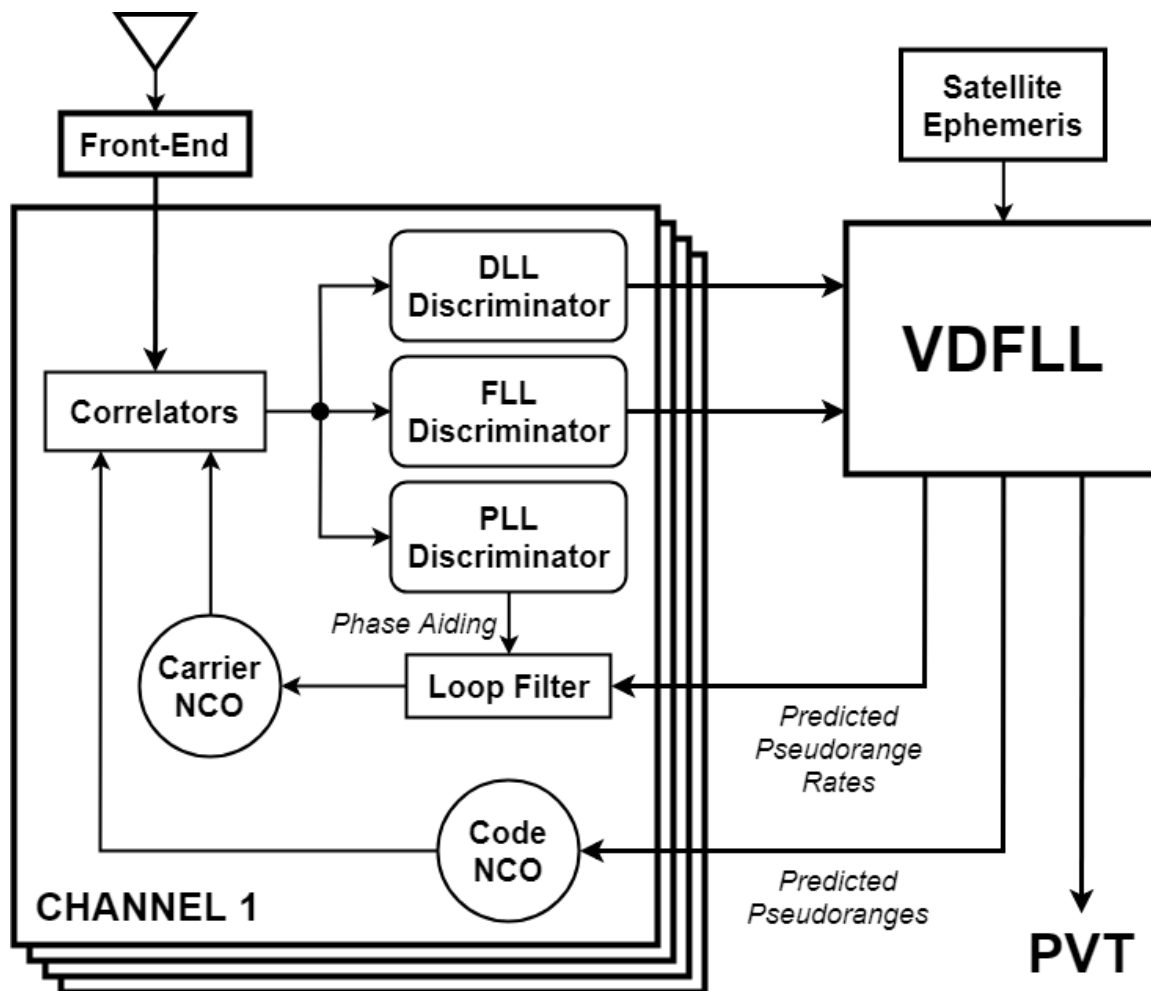 Front-End
Satellite
Ephemeris
DLL
Discriminator
VDFLL
Correlators
FLL
Discriminator
PLL
Discriminator
Phase Aiding
Carrier
NCO
Loop Filter
Predicted
Pseudorange
Rates
Code
NCO
Predicted
Pseudoranges
CHANNEL 1
PVT